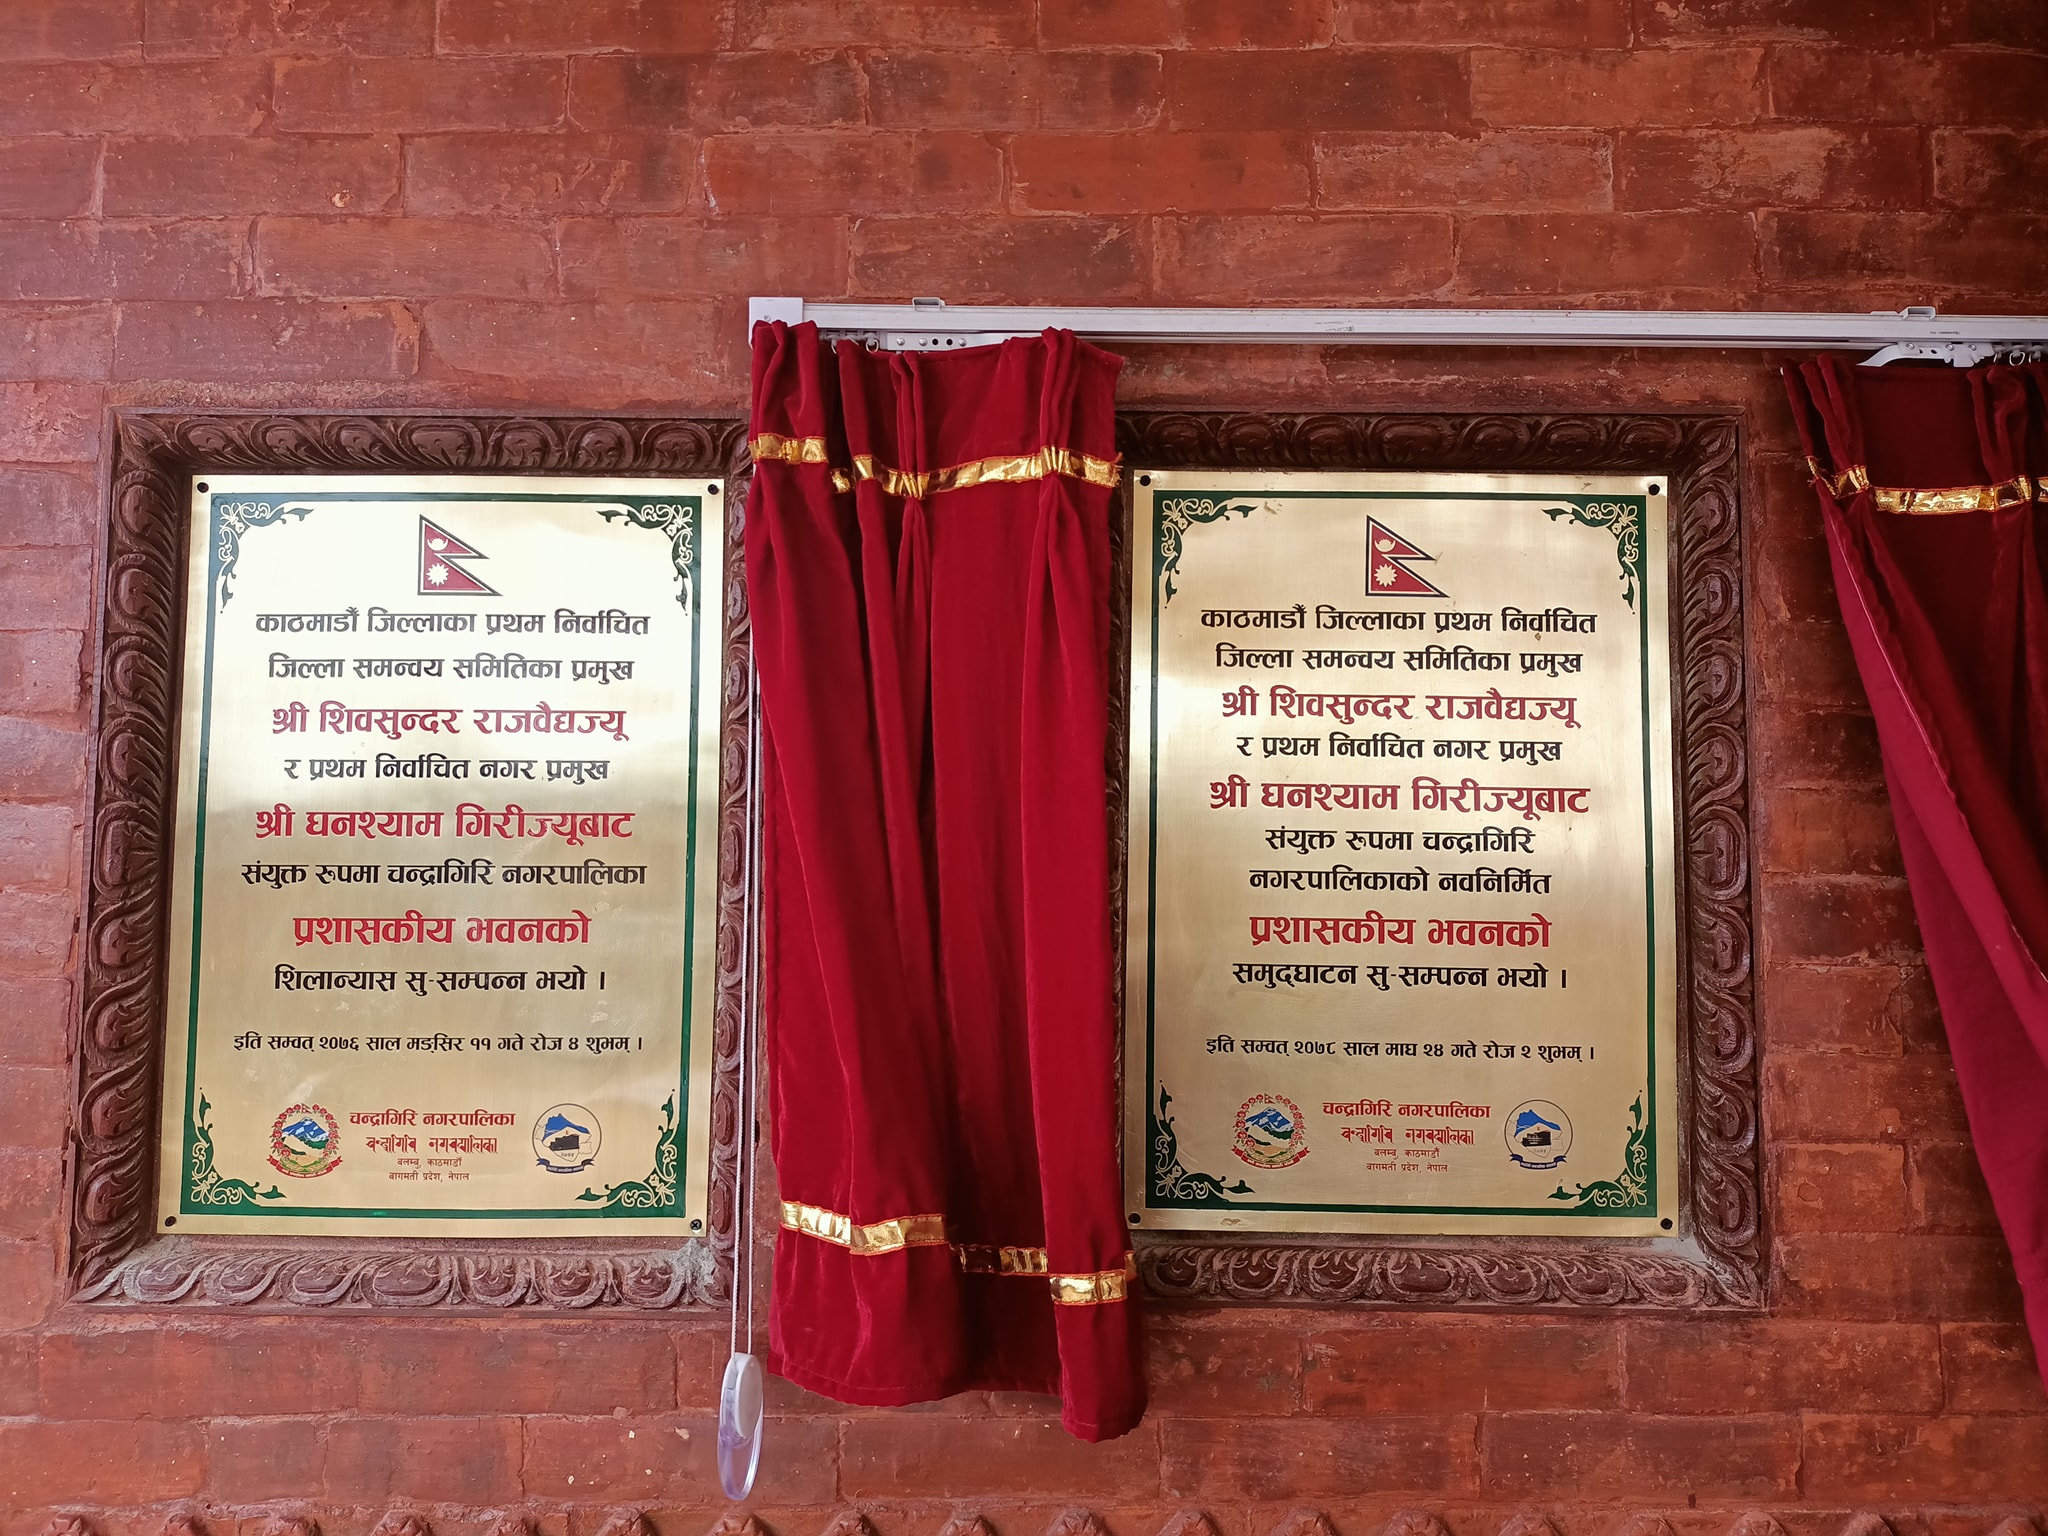 काठमाडौँ जिल्लाका प्रथम निर्वाचित
जिल्ला समन्वय समितिका प्रमुख
श्री शिवसुन्दर राजवैद्यज्यू
र प्रथम निर्वाचित नगर प्रमुख
श्री घनश्याम गिरीज्यूबाट
संयुक्त रुपमा चन्द्रागिरि नगरपालिका
प्रशासकीय भवनको
शिलान्यास सु-सम्पन्न भयो ।
इति सम्वत् २०७६ साल मङ्सिर ११ गते रोज ४ शुभम् ।
चन्द्रागिरि नगरपालिका
बलम्बु, काठमाडौँ
बागमती प्रदेश, नेपाल
काठमाडौँ जिल्लाका प्रथम निर्वाचित
जिल्ला समन्वय समितिका प्रमुख
श्री शिवसुन्दर राजवैद्यज्यू
र प्रथम निर्वाचित नगर प्रमुख
श्री घनश्याम गिरीज्यूबाट
संयुक्त रुपमा चन्द्रागिरि
नगरपालिकाको नवनिर्मित
प्रशासकीय भवनको
समुद्घाटन सु-सम्पन्न भयो ।
इति सम्वत् २०७८ साल माघ २४ गते रोज २ शुभम् ।
चन्द्रागिरि नगरपालिका
बलम्बु, काठमाडौँ
बागमती प्रदेश, नेपाल